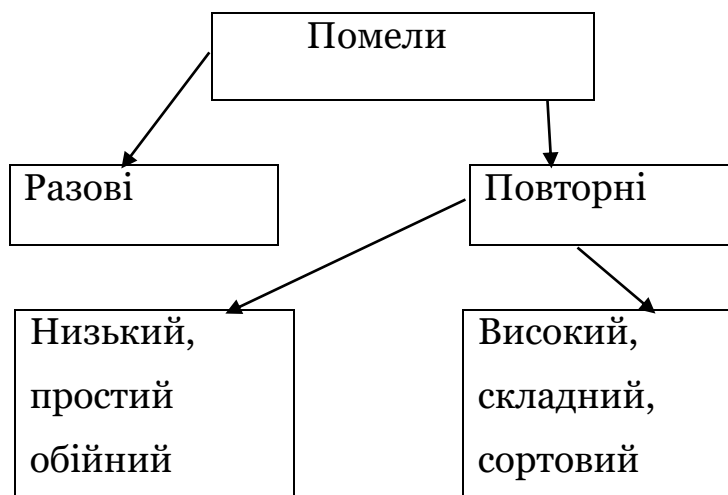 Помели
Разові
Повторні
Низький,
простий
обійний
Високий,
складний,
сортовий